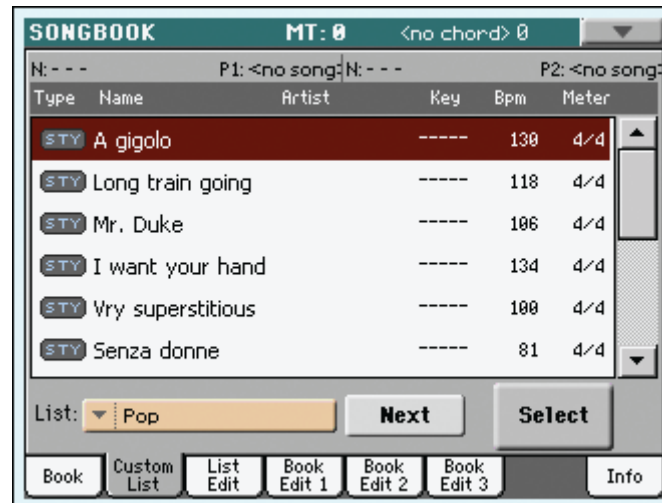 SONGBOOK MT: 0 <no chord> 0
N: - - - P1: <no song N: - - - P2: <no song
Type Name Artist Key Bpm Meter
STY A gigolo ----- 130 4/4
STY Long train going ----- 118 4/4
STY Mr. Duke ----- 106 4/4
STY I want your hand ----- 134 4/4
STY Vry superstitious ----- 100 4/4
STY Senza donne ----- 81 4/4
List: Pop Next Select
Book Custom List List Edit Book Edit 1 Book Edit 2 Book Edit 3 Info